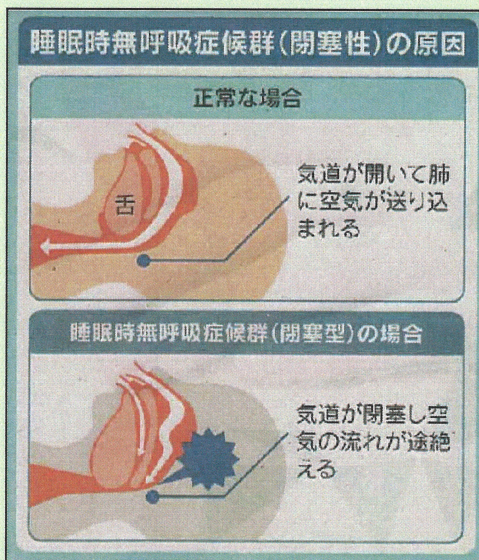 睡眠時無呼吸症候群(閉塞性)の原因
正常な場合
舌
気道が開いて肺
に空気が送り込
まれる
睡眠時無呼吸症候群(閉塞型)の場合
気道が閉塞し空
気の流れが途絶
える